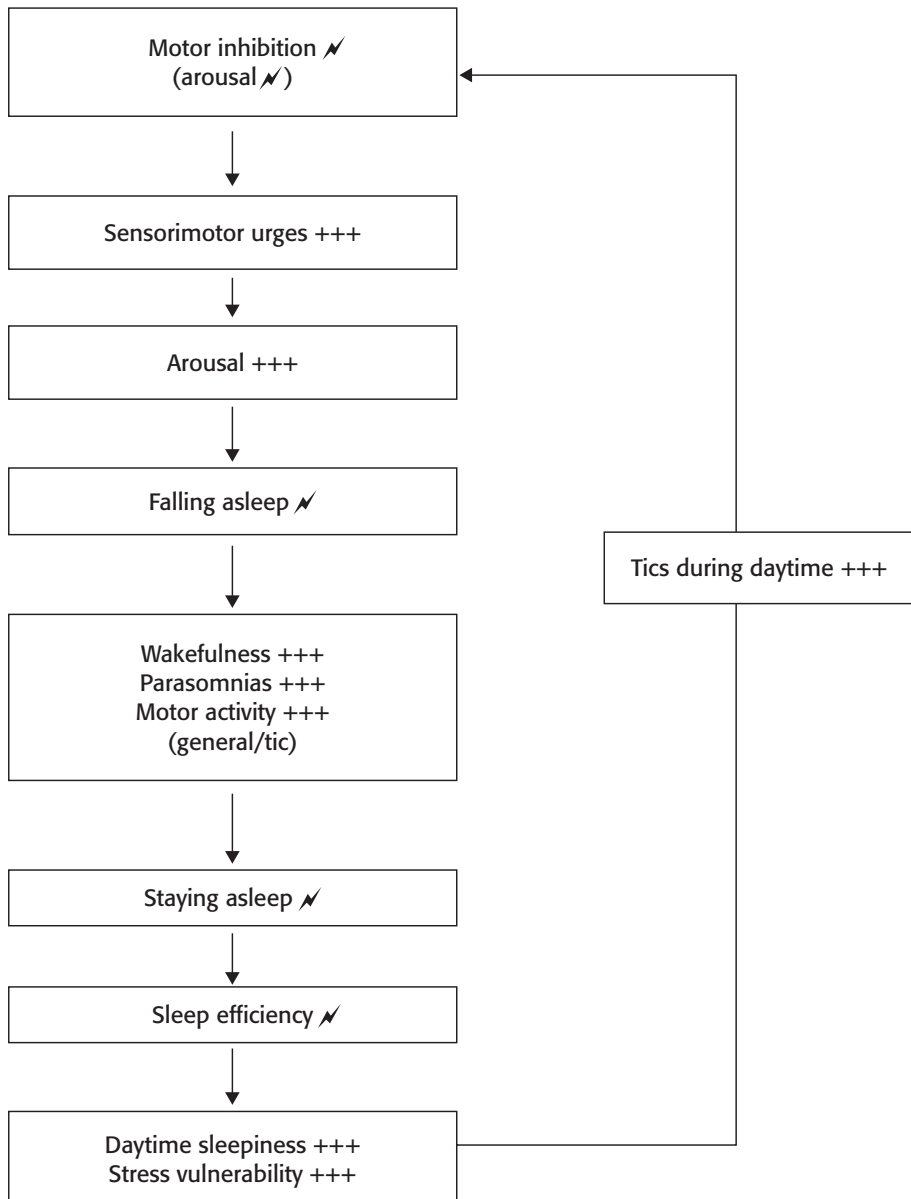 Motor inhibition
(arousal )
Sensorimotor urges +++
Arousal +++
Falling asleep
Wakefulness +++
Parasomnias +++
Motor activity +++
(general/tic)
Staying asleep
Sleep efficiency
Daytime sleepiness +++
Stress vulnerability +++
Tics during daytime +++